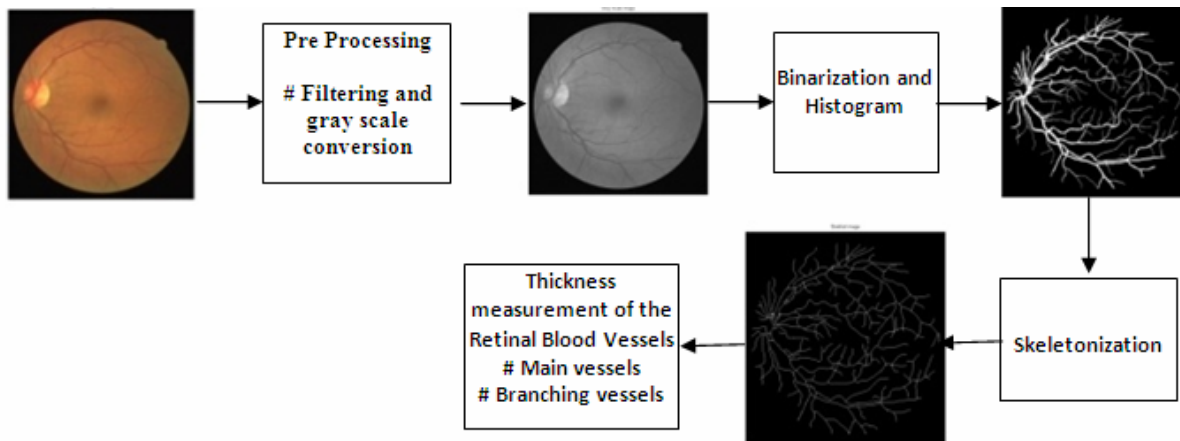 Pre Processing
# Filtering and
gray scale
conversion
Binarization and
Histogram
Skeletonization
Thickness
measurement of the
Retinal Blood Vessels
# Main vessels
# Branching vessels